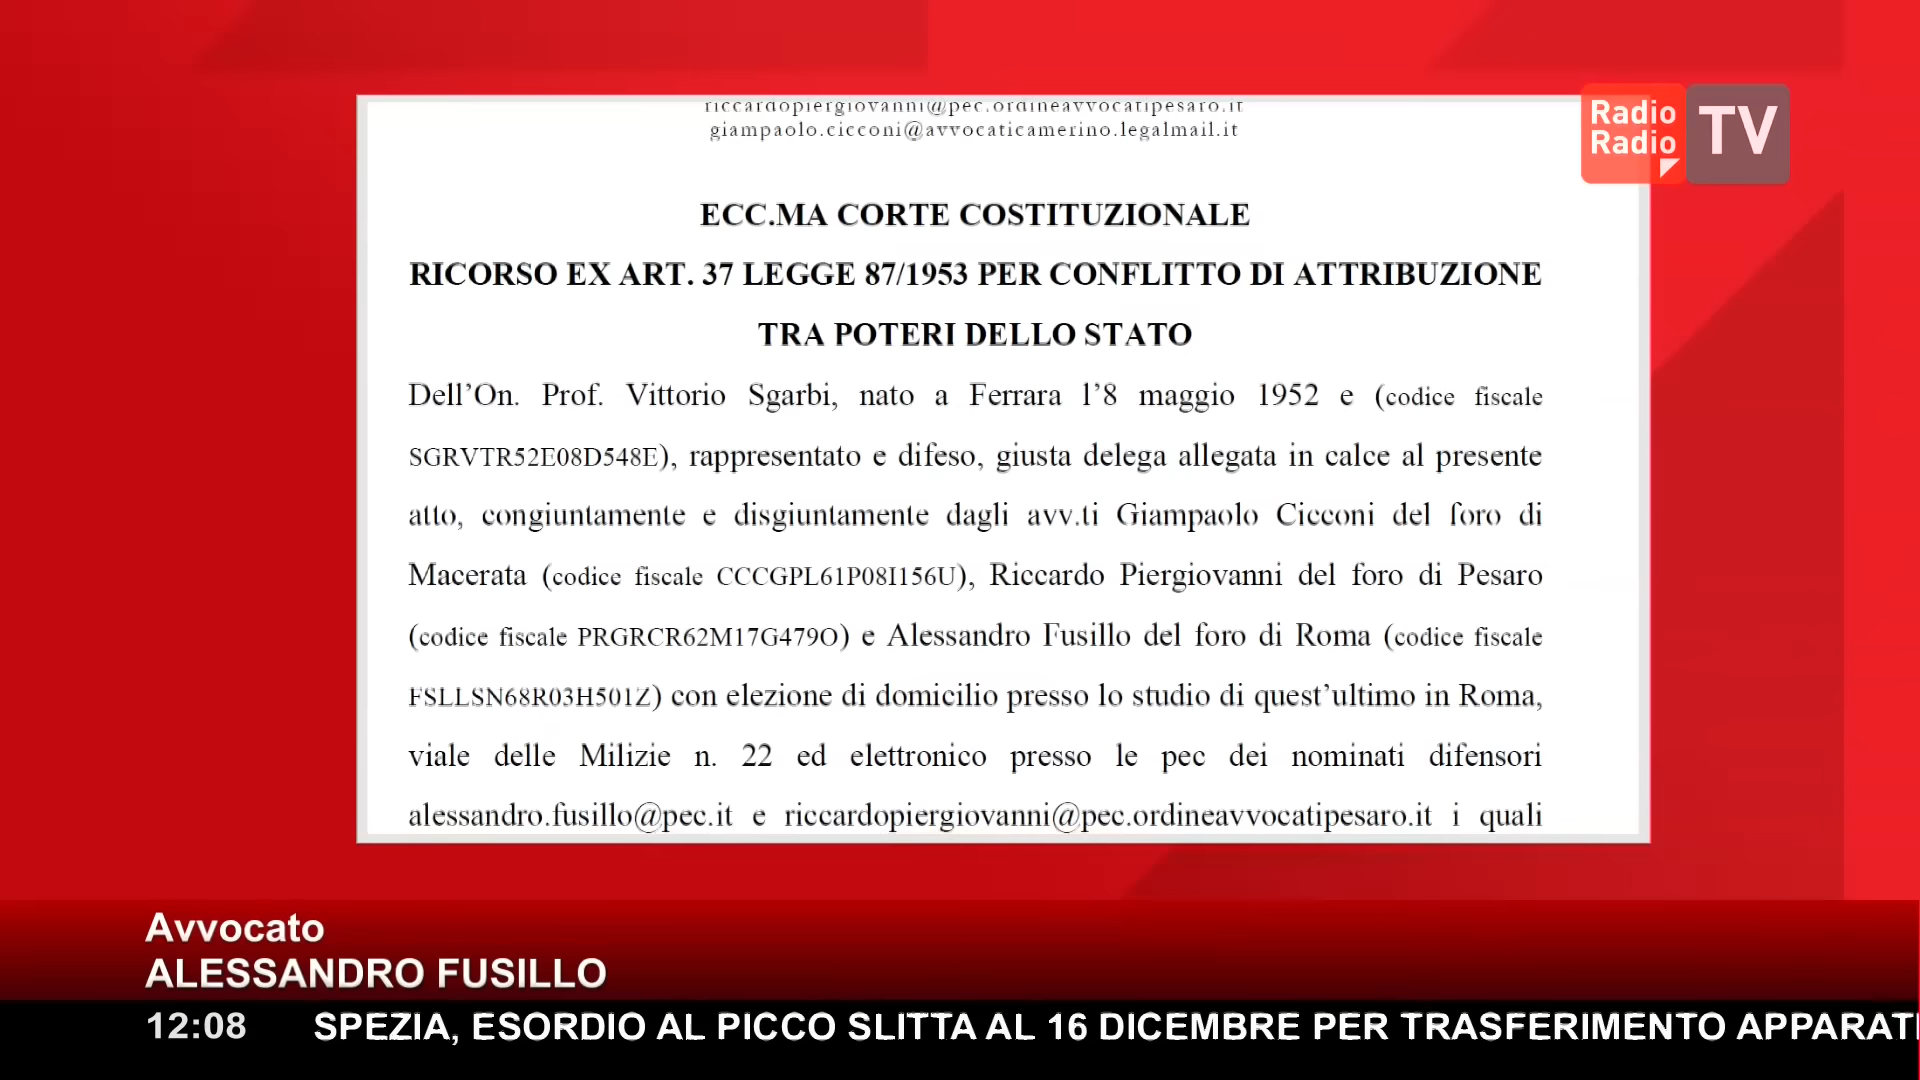 riccardopiergiovanni@pec.ordineavvocatipesaro.it
giampaolo.cicconi@avvocaticamerino.legalmail.it
Radio
Radio
TV
ECC.MA CORTE COSTITUZIONALE
RICORSO EX ART. 37 LEGGE 87/1953 PER CONFLITTO DI ATTRIBUZIONE
TRA POTERI DELLO STATO
Dell’On. Prof. Vittorio Sgarbi, nato a Ferrara l’8 maggio 1952 e (codice fiscale
SGRVTR52E08D548E), rappresentato e difeso, giusta delega allegata in calce al presente
atto, congiuntamente e disgiuntamente dagli avv.ti Giampaolo Cicconi del foro di
Macerata (codice fiscale CCCGPL61P08I156U), Riccardo Piergiovanni del foro di Pesaro
(codice fiscale PRGRCR62M17G479O) e Alessandro Fusillo del foro di Roma (codice fiscale
FSLLSN68R03H501Z) con elezione di domicilio presso lo studio di quest’ultimo in Roma,
viale delle Milizie n. 22 ed elettronico presso le pec dei nominati difensori
alessandro.fusillo@pec.it e riccardopiergiovanni@pec.ordineavvocatipesaro.it i quali
Avvocato
ALESSANDRO FUSILLO
12:08 SPEZIA, ESORDIO AL PICCO SLITTA AL 16 DICEMBRE PER TRASFERIMENTO APPARATI